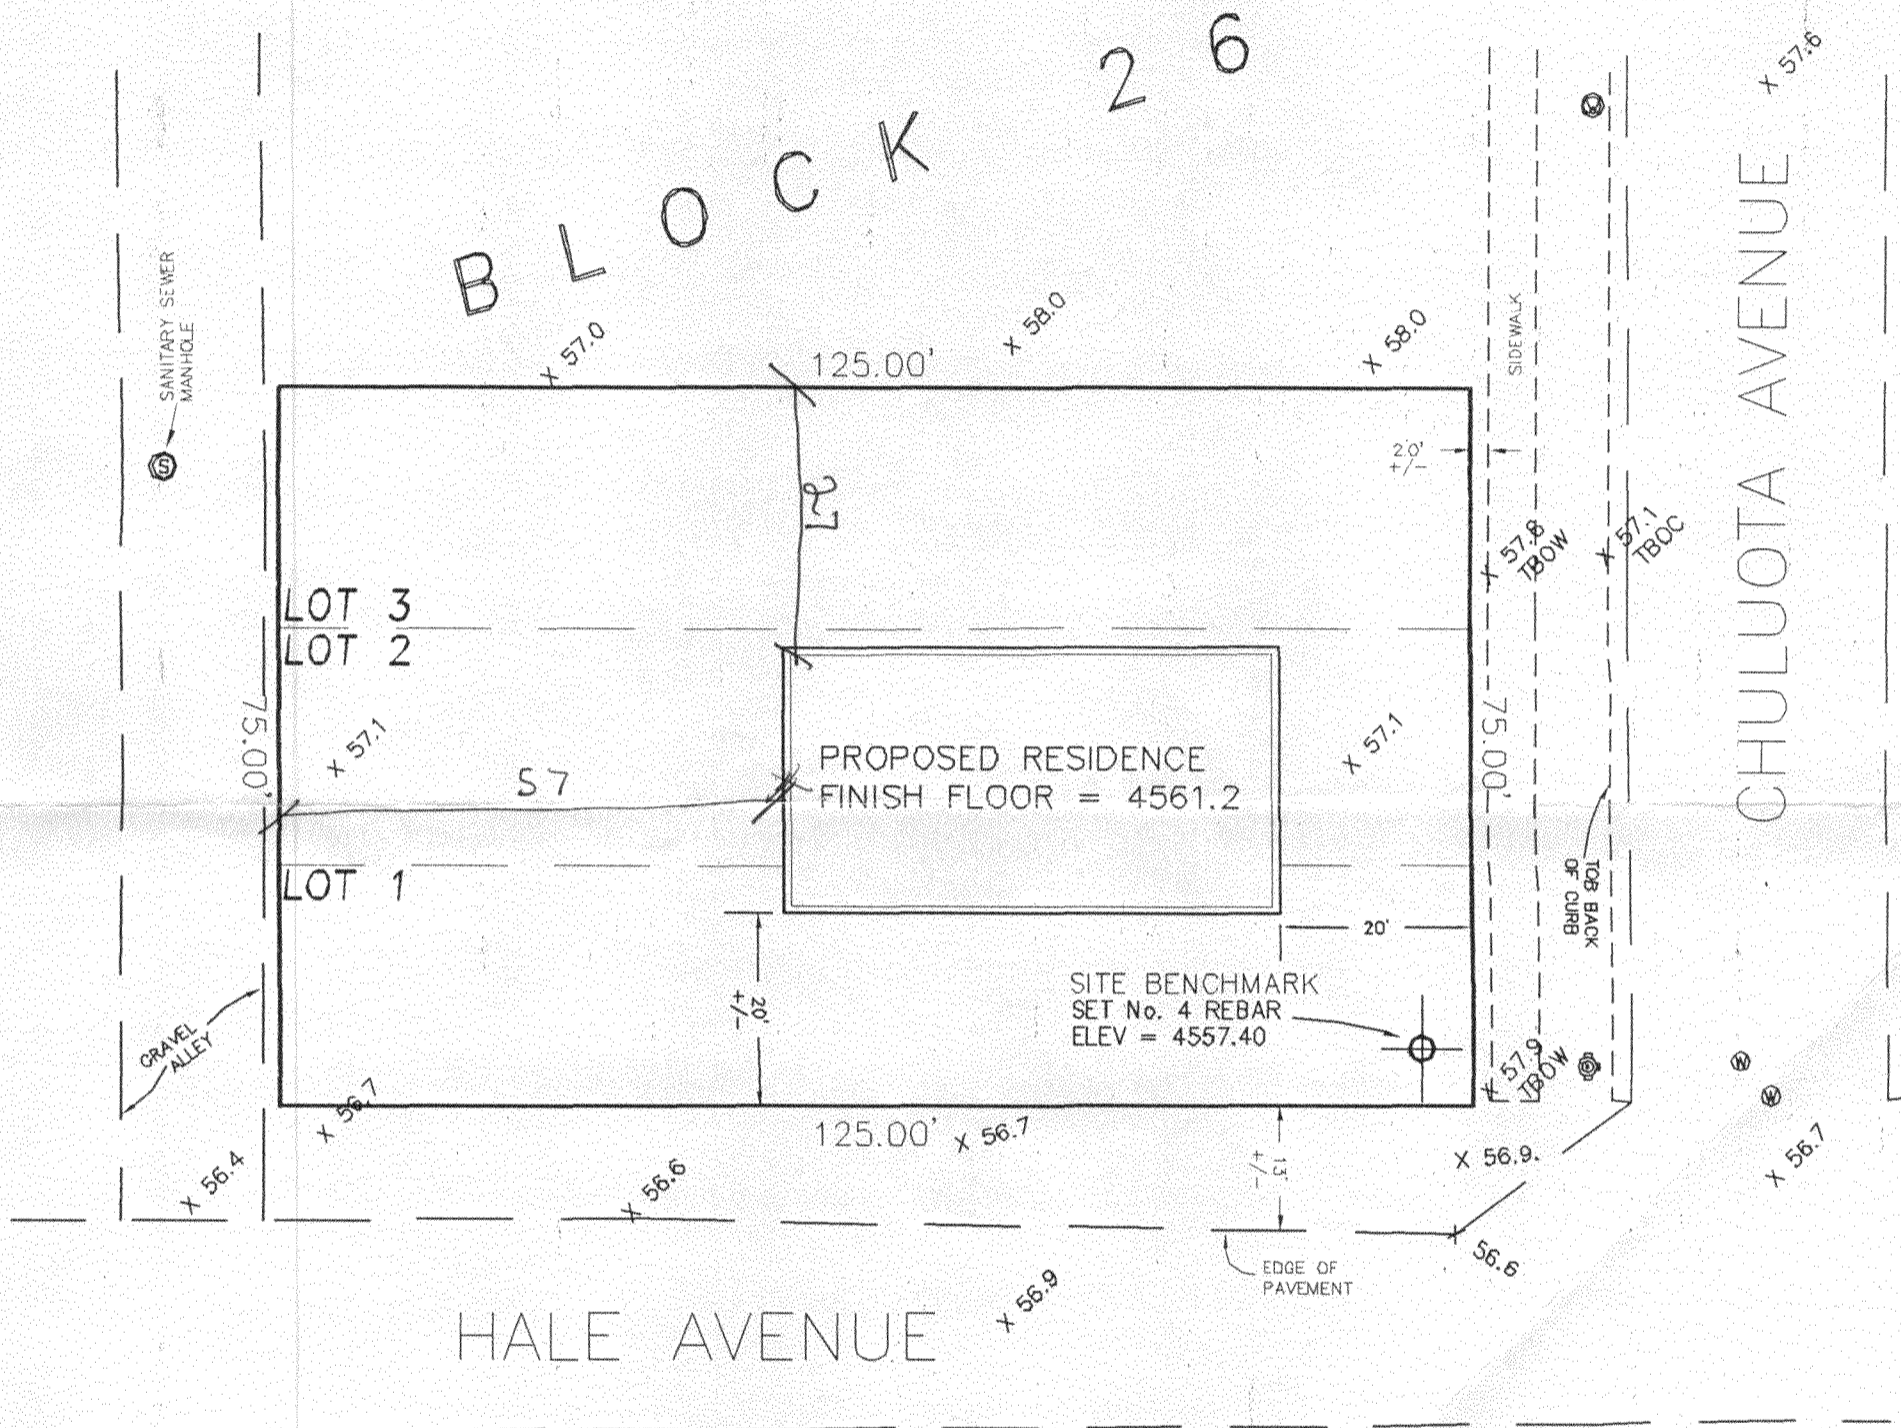 BLOCK 26
x 57.6
SANITARY SEWER
MANHOLE
S
x 57.0
125.00'
x 58.0
x 58.0
SIDEWALK
CHULUOTA AVENUE
27
2.0'
+/-
x 57.8
TBOW
x 57.1
TBOC
LOT 3
LOT 2
75.00'
x 57.1
57
PROPOSED RESIDENCE
FINISH FLOOR = 4561.2
x 57.1
75.00'
LOT 1
TOB BACK
OF CURB
20'
20'
+/-
SITE BENCHMARK
SET No. 4 REBAR
ELEV = 4557.40
GRAVEL
ALLEY
x 57.9
TBOW
W
W
x 56.7
125.00'
x 56.7
13'
+/-
x 56.9.
x 56.7
x 56.4
x 56.6
x 56.6
EDGE OF
PAVEMENT
x 56.9
HALE AVENUE